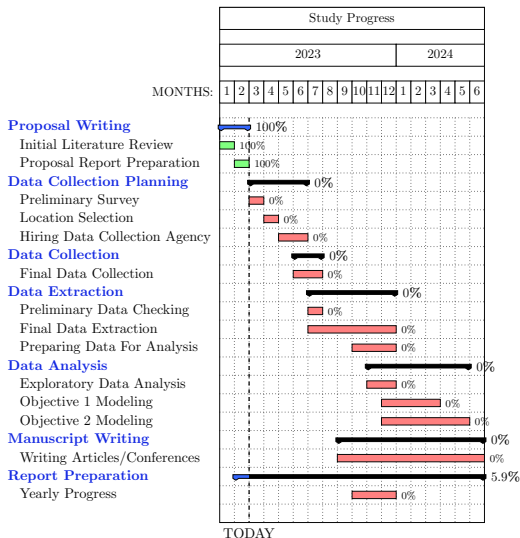 Study Progress
2023 2024
MONTHS: 1 2 3 4 5 6 7 8 9 10 11 12 1 2 3 4 5 6
Proposal Writing 100%
Initial Literature Review 100%
Proposal Report Preparation 100%
Data Collection Planning 0%
Preliminary Survey 0%
Location Selection 0%
Hiring Data Collection Agency 0%
Data Collection 0%
Final Data Collection 0%
Data Extraction 0%
Preliminary Data Checking 0%
Final Data Extraction 0%
Preparing Data For Analysis 0%
Data Analysis 0%
Exploratory Data Analysis 0%
Objective 1 Modeling 0%
Objective 2 Modeling 0%
Manuscript Writing 0%
Writing Articles/Conferences 0%
Report Preparation 5.9%
Yearly Progress 0%
TODAY